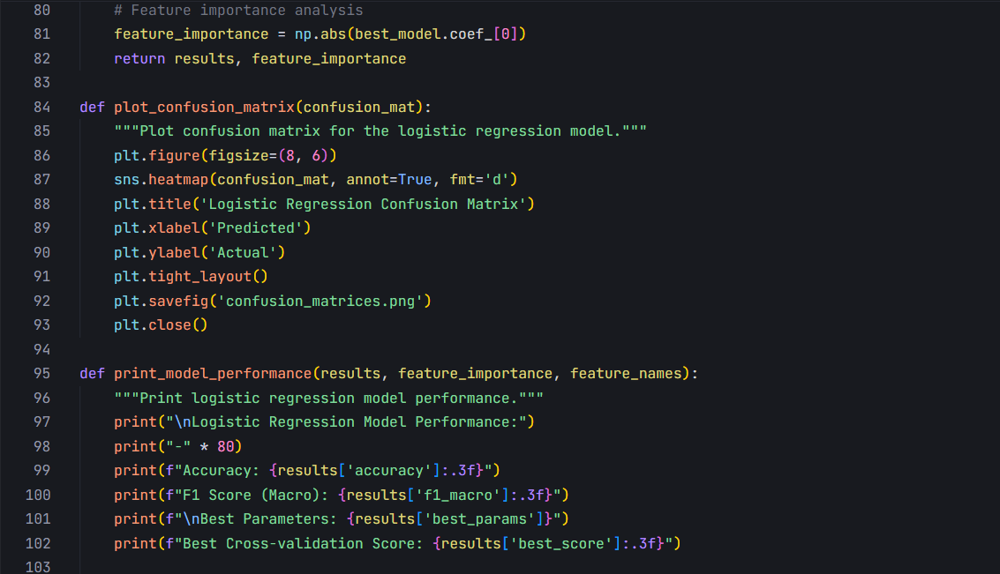 80 # Feature importance analysis
81 feature_importance = np.abs(best_model.coef_[0])
82 return results, feature_importance
83
84 def plot_confusion_matrix(confusion_mat):
85 """Plot confusion matrix for the logistic regression model."""
86 plt.figure(figsize=(8, 6))
87 sns.heatmap(confusion_mat, annot=True, fmt='d')
88 plt.title('Logistic Regression Confusion Matrix')
89 plt.xlabel('Predicted')
90 plt.ylabel('Actual')
91 plt.tight_layout()
92 plt.savefig('confusion_matrices.png')
93 plt.close()
94
95 def print_model_performance(results, feature_importance, feature_names):
96 """Print logistic regression model performance."""
97 print("\nLogistic Regression Model Performance:")
98 print("-" * 80)
99 print(f"Accuracy: {results['accuracy']:.3f}")
100 print(f"F1 Score (Macro): {results['f1_macro']:.3f}")
101 print(f"\nBest Parameters: {results['best_params']}")
102 print(f"Best Cross-validation Score: {results['best_score']:.3f}")
103